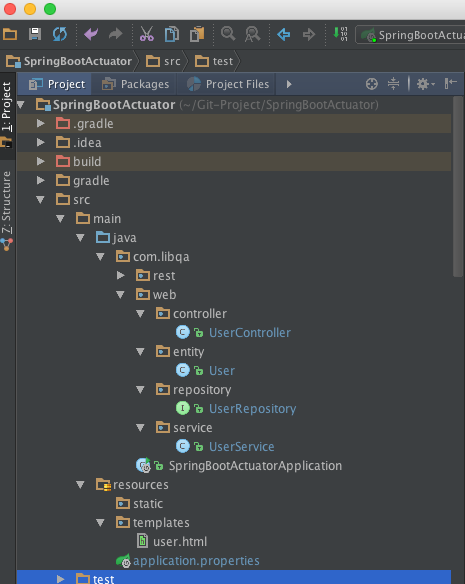 SpringBootActua
SpringBootActuator src test
Project Packages Project Files
1: Project
Z: Structure
SpringBootActuator (~/Git-Project/SpringBootActuator)
.gradle
.idea
build
gradle
src
main
java
com.libqa
rest
web
controller
UserController
entity
User
repository
UserRepository
service
UserService
SpringBootActuatorApplication
resources
static
templates
user.html
application.properties
test